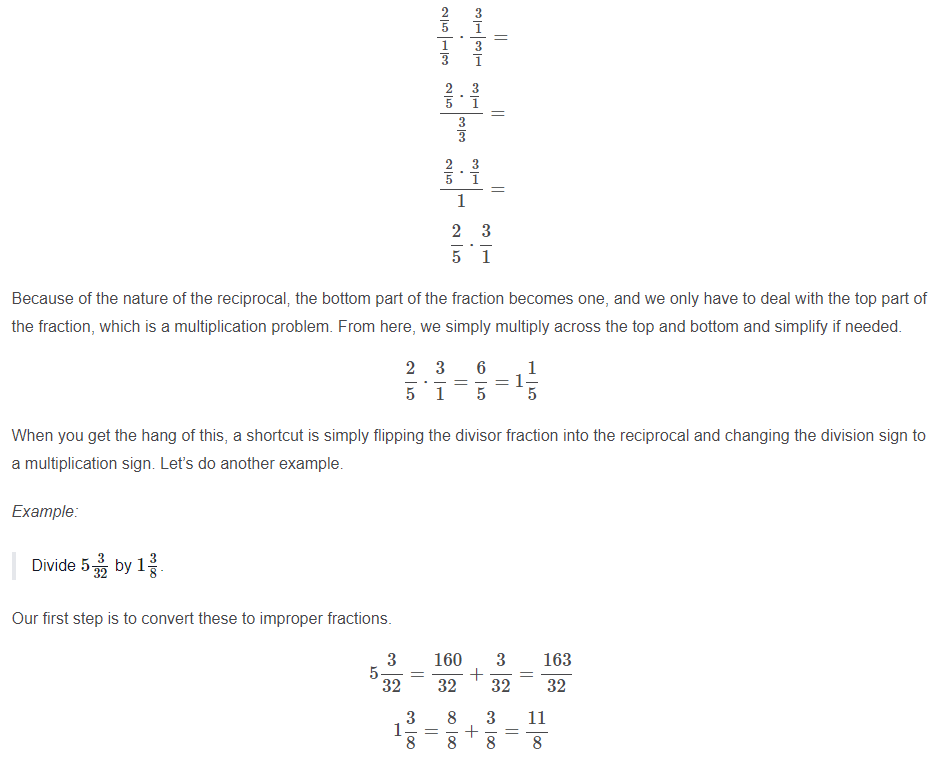 $\frac{\frac{2}{5}}{\frac{1}{3}} \cdot \frac{\frac{3}{1}}{\frac{3}{1}} =$
$\frac{\frac{2}{5} \cdot \frac{3}{1}}{\frac{3}{3}} =$
$\frac{\frac{2}{5} \cdot \frac{3}{1}}{1} =$
$\frac{2}{5} \cdot \frac{3}{1}$
Because of the nature of the reciprocal, the bottom part of the fraction becomes one, and we only have to deal with the top part of
the fraction, which is a multiplication problem. From here, we simply multiply across the top and bottom and simplify if needed.
$\frac{2}{5} \cdot \frac{3}{1} = \frac{6}{5} = 1\frac{1}{5}$
When you get the hang of this, a shortcut is simply flipping the divisor fraction into the reciprocal and changing the division sign to
a multiplication sign. Let’s do another example.
Example:
Divide $5\frac{3}{32}$ by $1\frac{3}{8}$.
Our first step is to convert these to improper fractions.
$5\frac{3}{32} = \frac{160}{32} + \frac{3}{32} = \frac{163}{32}$
$1\frac{3}{8} = \frac{8}{8} + \frac{3}{8} = \frac{11}{8}$